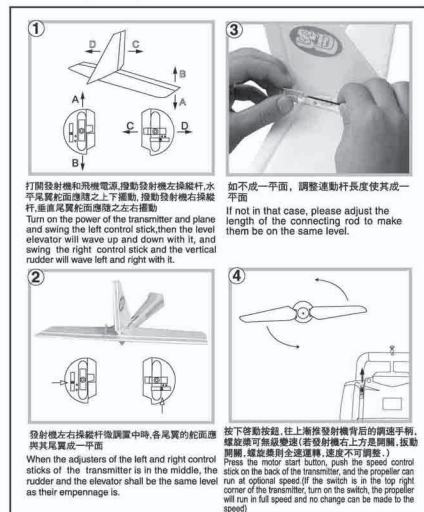 1
D
C
B
A
A
B
C
D
打開發射機和飛機電源,撥動發射機左操縱杆,水
平尾翼舵面應隨之上下擺動, 撥動發射機右操縱
杆,垂直尾翼舵面應隨之左右擺動
Turn on the power of the transmitter and plane
and swing the left control stick,then the level
elevator will wave up and down with it, and
swing the right control stick and the vertical
rudder will wave left and right with it.
2
發射機左右操縱杆微調置中時,各尾翼的舵面應
與其尾翼成一平面
When the adjusters of the left and right control
sticks of the transmitter is in the middle, the
rudder and the elevator shall be the same level
as their empennage is.
3
如不成一平面，調整連動杆長度使其成一
平面
If not in that case, please adjust the
length of the connecting rod to make
them be on the same level.
4
按下啓動按鈕,往上漸推發射機背后的調速手柄,
螺旋槳可無級變速(若發射機右上方是開關,扳動
開關,螺旋槳則全速運轉,速度不可調整.)
Press the motor start button, push the speed control
stick on the back of the transmitter, and the propeller can
run at optional speed.(If the switch is in the top right
corner of the transmitter, turn on the switch, the propeller
will run in full speed and no change can be made to the
speed)